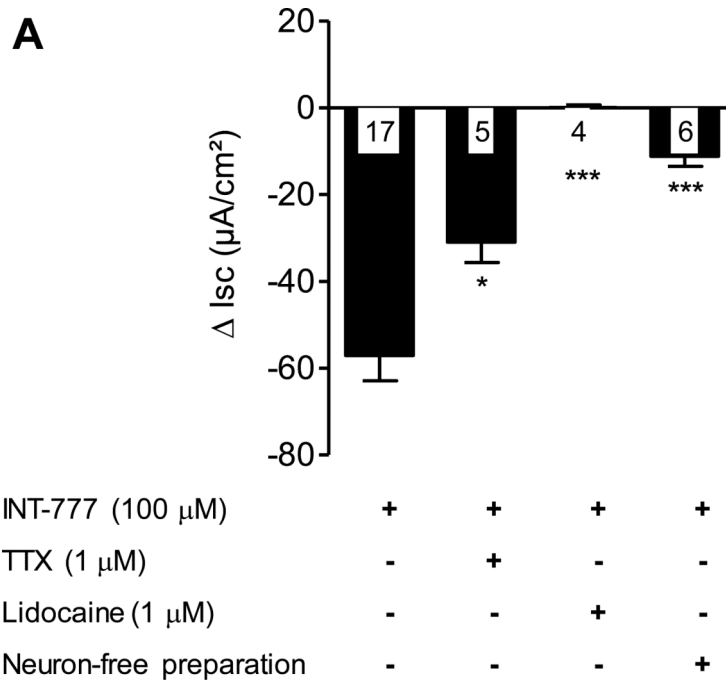 A
20
0
-20
-40
-60
-80
Δ Isc (μA/cm²)
17 5 4 6
* *** ***
INT-777 (100 μM) + + + +
TTX (1 μM) - + - -
Lidocaine (1 μM) - - + -
Neuron-free preparation - - - +